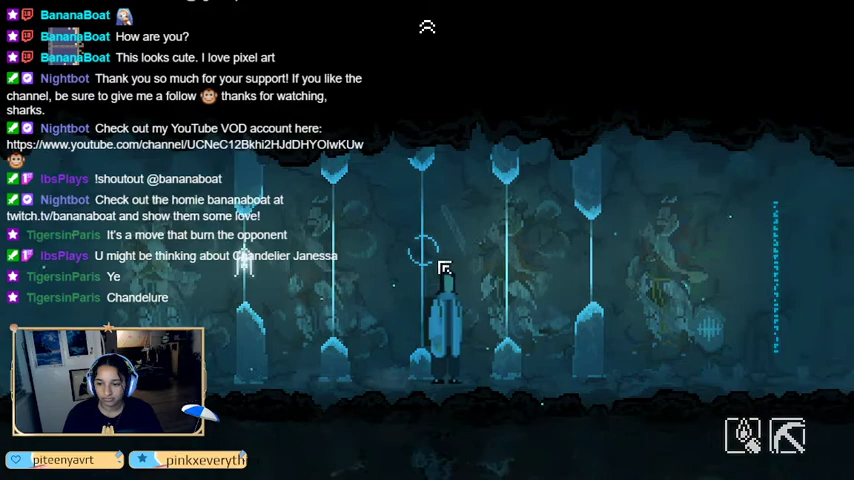 BananaBoat
BananaBoat How are you?
BananaBoat This looks cute. I love pixel art
Nightbot Thank you so much for your support! If you like the
channel, be sure to give me a follow thanks for watching,
sharks.
Nightbot Check out my YouTube VOD account here:
https://www.youtube.com/channel/UCNeC12Bkhi2HJdDHYOlwKUw
IbsPlays !shoutout @bananaboat
Nightbot Check out the homie bananaboat at
twitch.tv/bananaboat and show them some love!
TigersinParis It's a move that burn the opponent
IbsPlays U might be thinking about Chandelier Janessa
TigersinParis Ye
TigersinParis Chandelure
piteenyavrt pinkxeveryth